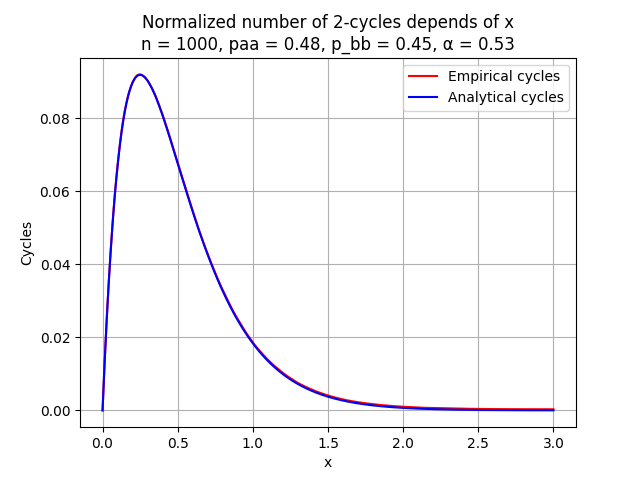 Normalized number of 2-cycles depends of x
n = 1000, paa = 0.48, p_bb = 0.45, α = 0.53
Empirical cycles
Analytical cycles
Cycles
0.08
0.06
0.04
0.02
0.00
0.0 0.5 1.0 1.5 2.0 2.5 3.0
x